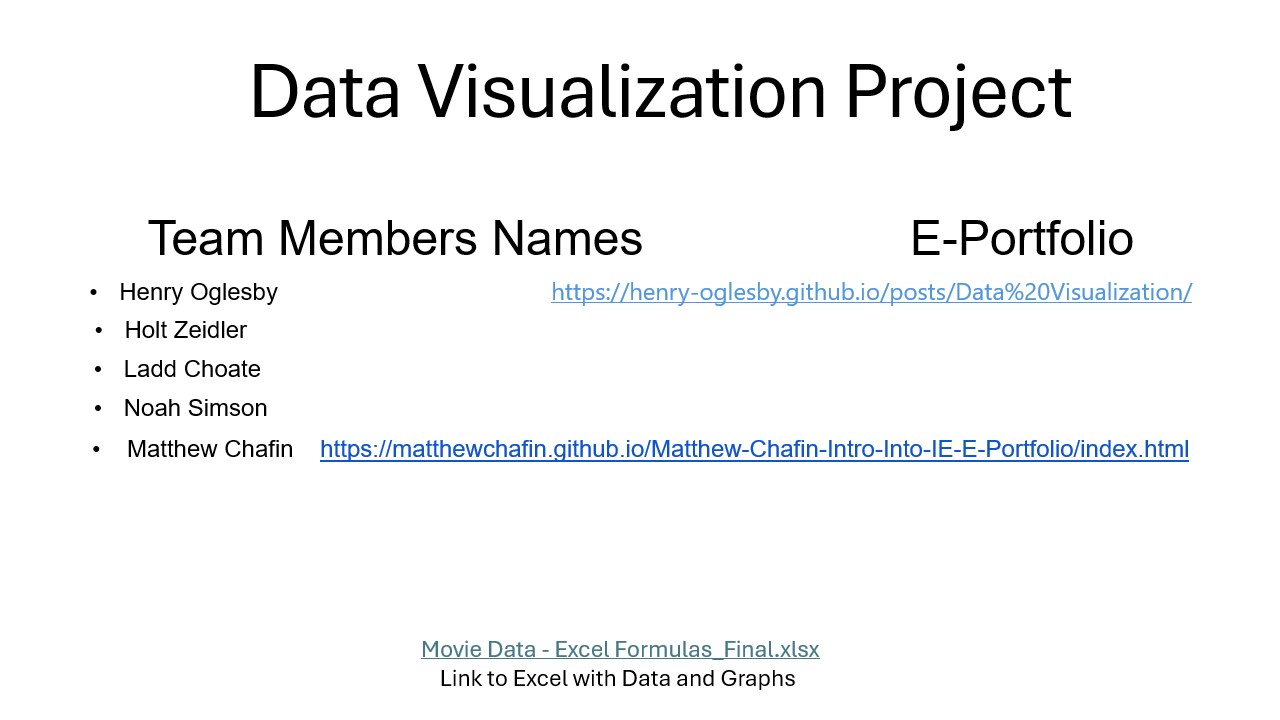 Data Visualization Project
Team Members Names E-Portfolio
• Henry Oglesby https://henry-oglesby.github.io/posts/Data%20Visualization/
• Holt Zeidler
• Ladd Choate
• Noah Simson
• Matthew Chafin https://matthewchafin.github.io/Matthew-Chafin-Intro-Into-IE-E-Portfolio/index.html
Movie Data - Excel Formulas_Final.xlsx
Link to Excel with Data and Graphs